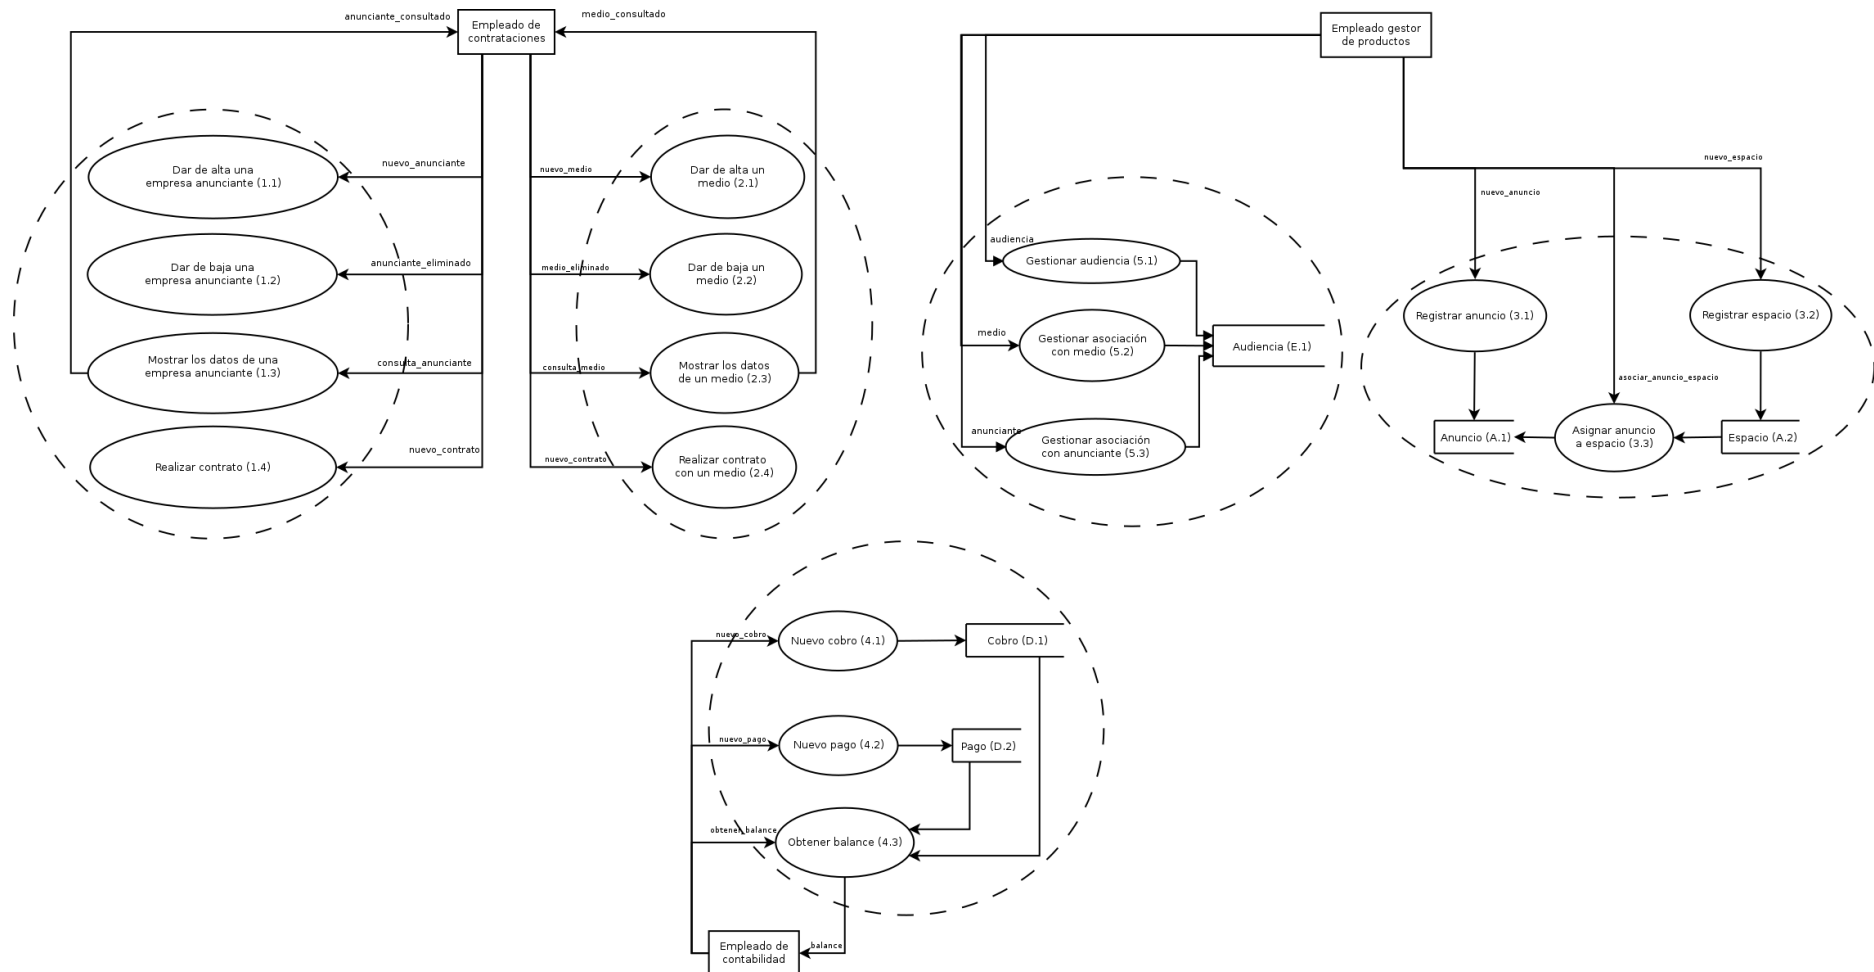 anunciante_consultado
medio_consultado
Empleado de
contrataciones
Empleado gestor
de productos
nuevo_anunciante
Dar de alta una
empresa anunciante (1.1)
anunciante_eliminado
Dar de baja una
empresa anunciante (1.2)
consulta_anunciante
Mostrar los datos de una
empresa anunciante (1.3)
nuevo_contrato
Realizar contrato (1.4)
nuevo_medio
Dar de alta un
medio (2.1)
medio_eliminado
Dar de baja un
medio (2.2)
consulta_medio
Mostrar los datos
de un medio (2.3)
nuevo_contrato
Realizar contrato
con un medio (2.4)
audiencia
Gestionar audiencia (5.1)
medio
Gestionar asociación
con medio (5.2)
Audiencia (E.1)
anunciante
Gestionar asociación
con anunciante (5.3)
nuevo_espacio
nuevo_anuncio
Registrar anuncio (3.1)
Registrar espacio (3.2)
asociar_anuncio_espacio
Anuncio (A.1)
Asignar anuncio
a espacio (3.3)
Espacio (A.2)
nuevo_cobro
Nuevo cobro (4.1)
Cobro (D.1)
nuevo_pago
Nuevo pago (4.2)
Pago (D.2)
obtener_balance
Obtener balance (4.3)
balance
Empleado de
contabilidad